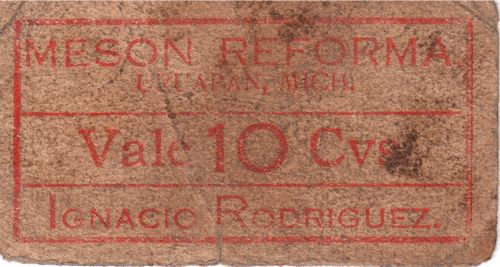 MESON REFORMA.
URUAPAN, MICH.
Vale 10 Cvs.
IGNACIO RODRIGUEZ.